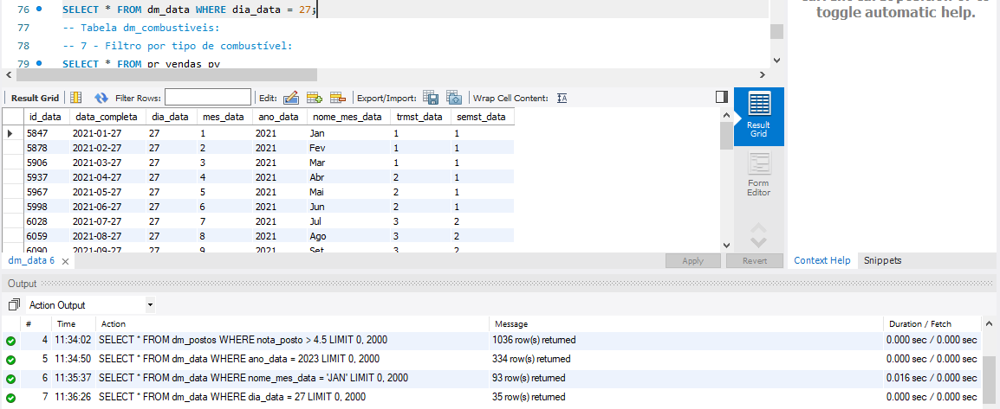 76 SELECT * FROM dm_data WHERE dia_data = 27;
77 -- Tabela dm_combustiveis:
78 -- 7 - Filtro por tipo de combustível:
79 SELECT * FROM pr_vendas pv
toggle automatic help.
Result Grid Filter Rows: Edit: Export/Import: Wrap Cell Content:
id_data data_completa dia_data mes_data ano_data nome_mes_data trmst_data semst_data
5847 2021-01-27 27 1 2021 Jan 1 1
5878 2021-02-27 27 2 2021 Fev 1 1
5906 2021-03-27 27 3 2021 Mar 1 1
5937 2021-04-27 27 4 2021 Abr 2 1
5967 2021-05-27 27 5 2021 Mai 2 1
5998 2021-06-27 27 6 2021 Jun 2 1
6028 2021-07-27 27 7 2021 Jul 3 2
6059 2021-08-27 27 8 2021 Ago 3 2
6090 2021-09-27 27 9 2021 Set 3 2
Result
Grid
Form
Editor
dm_data 6 Apply Revert Context Help Snippets
Output
Action Output
# Time Action Message Duration / Fetch
4 11:34:02 SELECT * FROM dm_postos WHERE nota_posto > 4.5 LIMIT 0, 2000 1036 row(s) returned 0.000 sec / 0.000 sec
5 11:34:50 SELECT * FROM dm_data WHERE ano_data = 2023 LIMIT 0, 2000 334 row(s) returned 0.000 sec / 0.000 sec
6 11:35:37 SELECT * FROM dm_data WHERE nome_mes_data = 'JAN' LIMIT 0, 2000 93 row(s) returned 0.016 sec / 0.000 sec
7 11:36:26 SELECT * FROM dm_data WHERE dia_data = 27 LIMIT 0, 2000 35 row(s) returned 0.000 sec / 0.000 sec